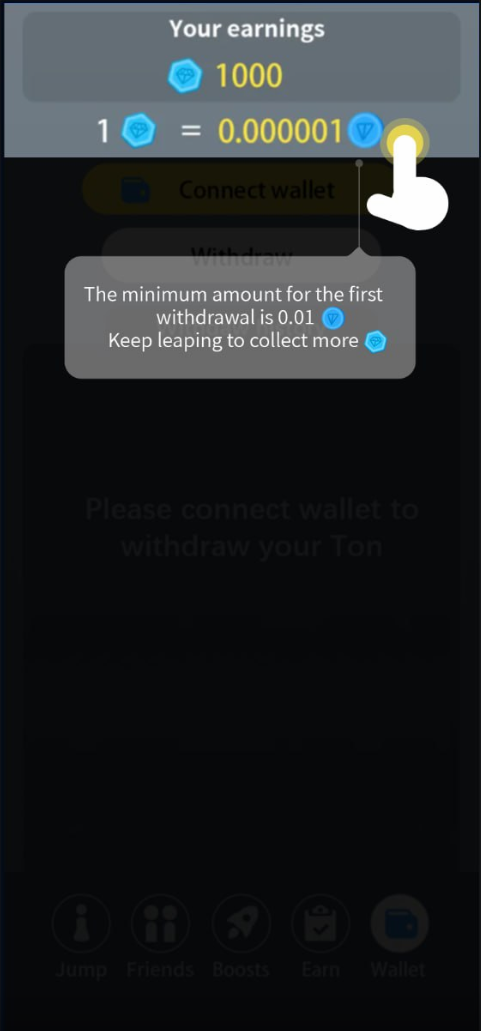 Your earnings
1000
1 = 0.000001
Connect wallet
Withdraw
The minimum amount for the first
withdrawal is 0.01
Keep leaping to collect more
Please connect wallet to
withdraw your Ton
Jump Friends Boosts Earn Wallet